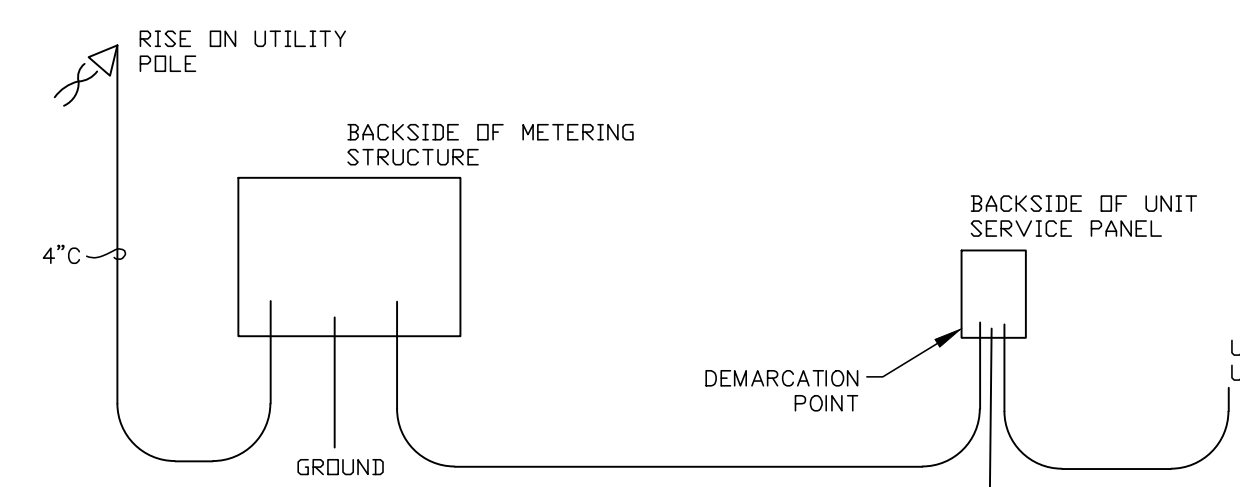 RISE ON UTILITY
POLE
BACKSIDE OF METERING
STRUCTURE
BACKSIDE OF UNIT
SERVICE PANEL
4"C
DEMARCATION
POINT
GROUND
U
U